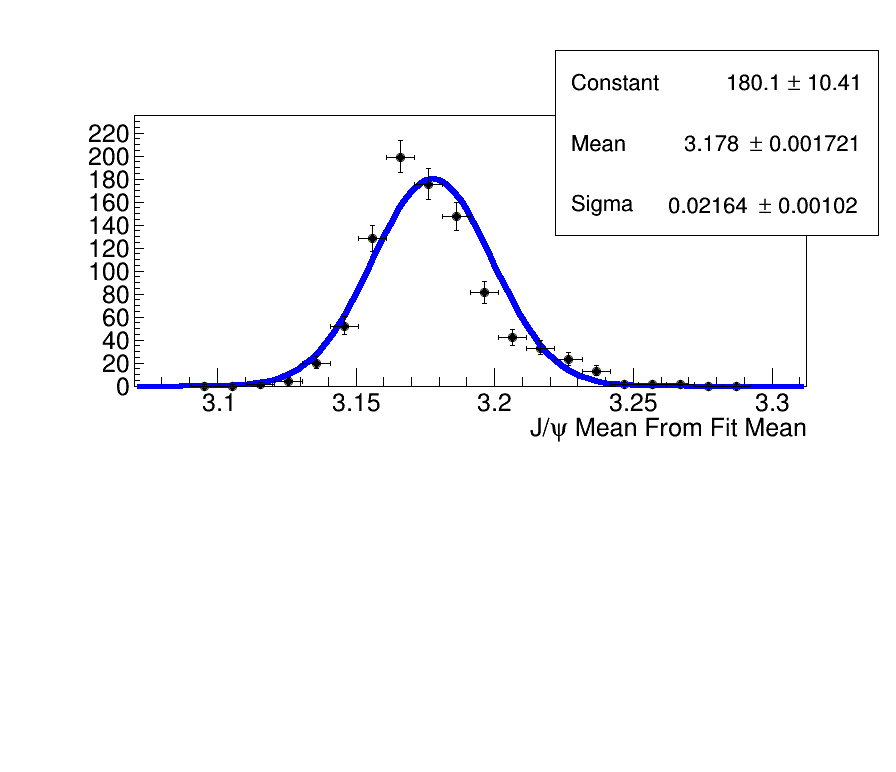 Constant 180.1 ± 10.41
Mean 3.178 ± 0.001721
Sigma 0.02164 ± 0.00102
220
200
180
160
140
120
100
80
60
40
20
0
3.1 3.15 3.2 3.25 3.3
J/ψ Mean From Fit Mean